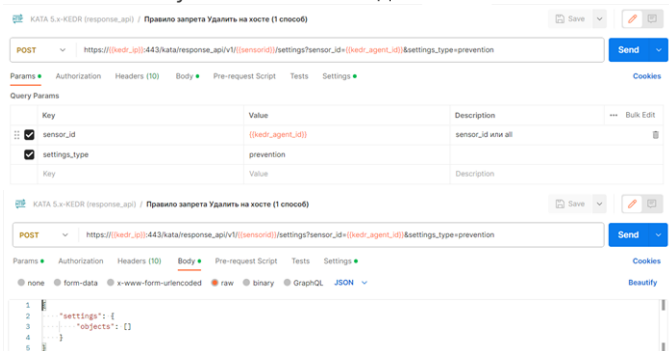 KATA 5.x-KEDR (response_api) / Правило запрета Удалить на хосте (1 способ) Save
POST https://{{kedr_ip}}:443/kata/response_api/v1/{{sensorid}}/settings?sensor_id={{kedr_agent_id}}&settings_type=prevention Send
Params Authorization Headers (10) Body Pre-request Script Tests Settings Cookies
Query Params
Key Value Description Bulk Edit
sensor_id {{kedr_agent_id}} sensor_id или all
settings_type prevention
Key Value Description
KATA 5.x-KEDR (response_api) / Правило запрета Удалить на хосте (1 способ) Save
POST https://{{kedr_ip}}:443/kata/response_api/v1/{{sensorid}}/settings?sensor_id={{kedr_agent_id}}&settings_type=prevention Send
Params Authorization Headers (10) Body Pre-request Script Tests Settings Cookies
none form-data x-www-form-urlencoded raw binary GraphQL JSON Beautify
1 {
2 "settings": {
3 "objects": []
4 }
5 }